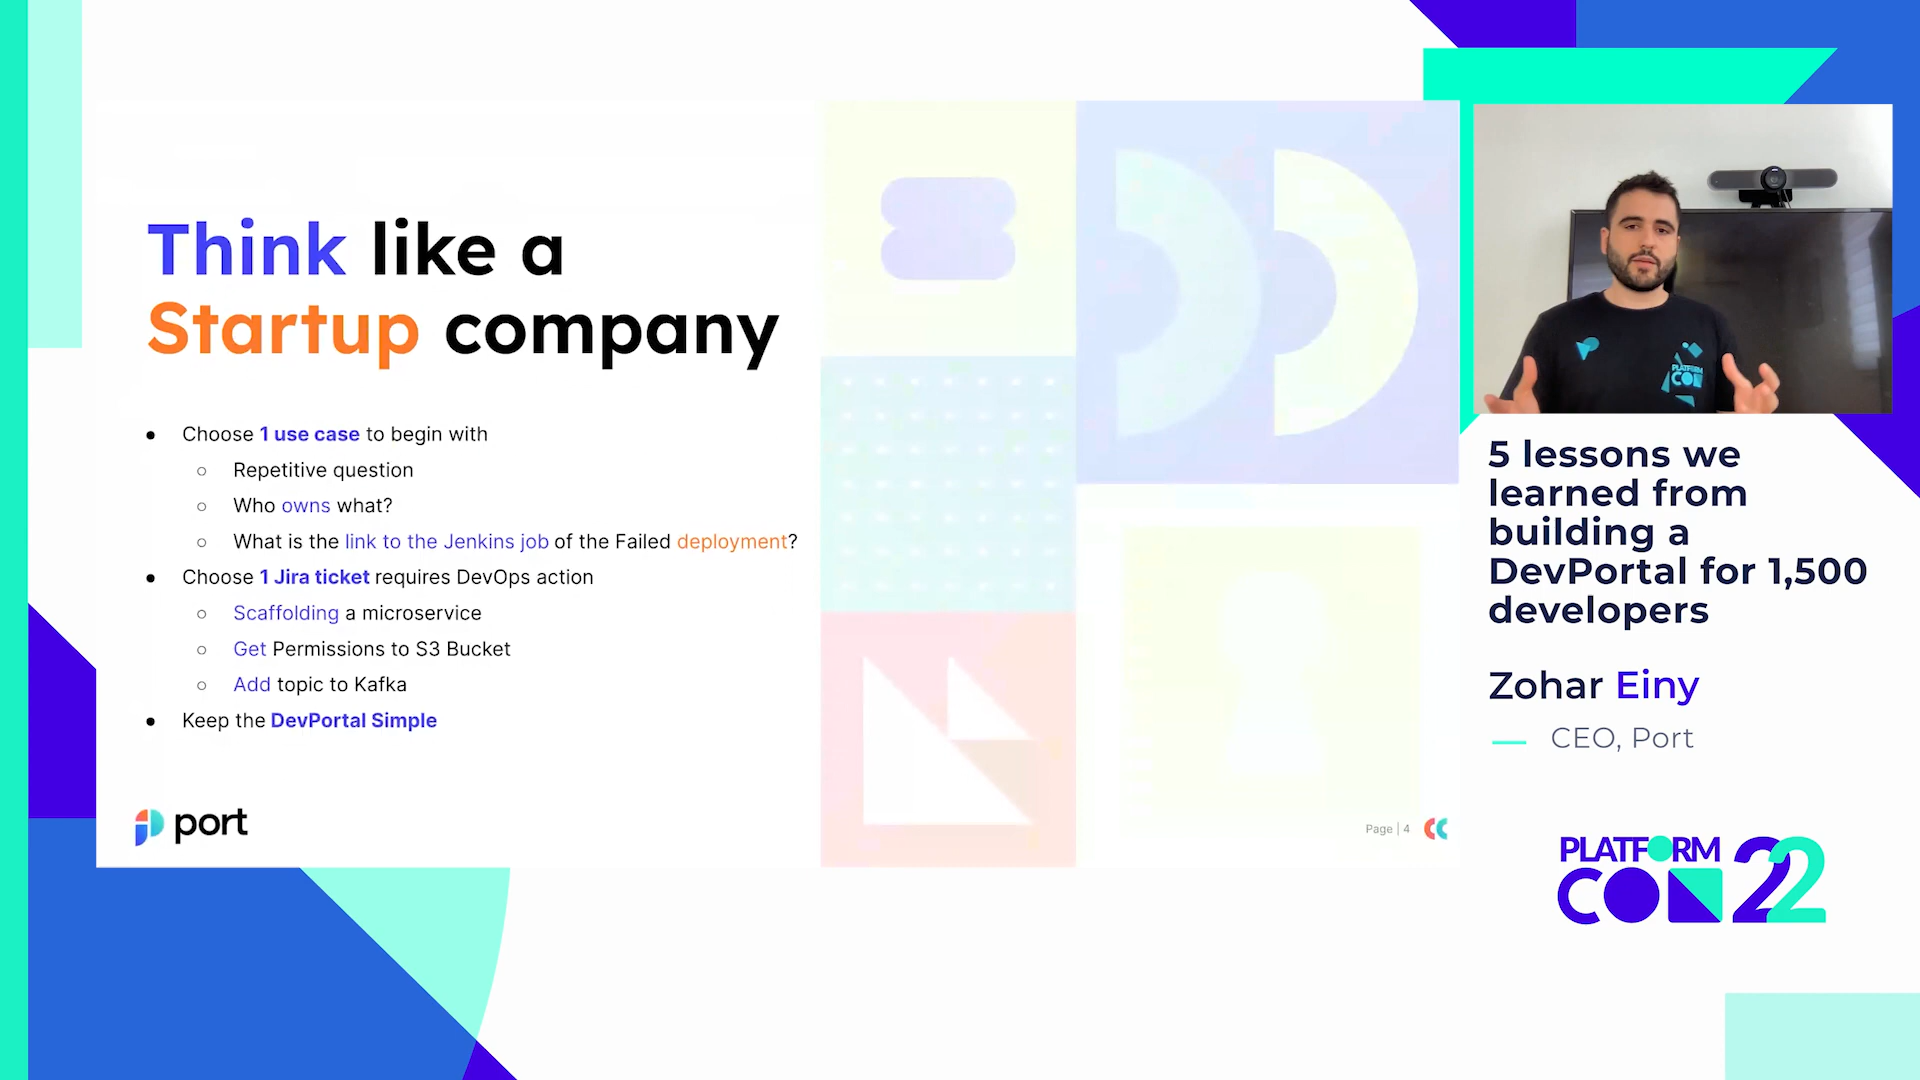 Think like a
Startup company
Choose 1 use case to begin with
Repetitive question
Who owns what?
What is the link to the Jenkins job of the Failed deployment?
Choose 1 Jira ticket requires DevOps action
Scaffolding a microservice
Get Permissions to S3 Bucket
Add topic to Kafka
Keep the DevPortal Simple
port
Page | 4
PLATFORM
CON
5 lessons we
learned from
building a
DevPortal for 1,500
developers
Zohar Einy
CEO, Port
PLATFORM
CON 22